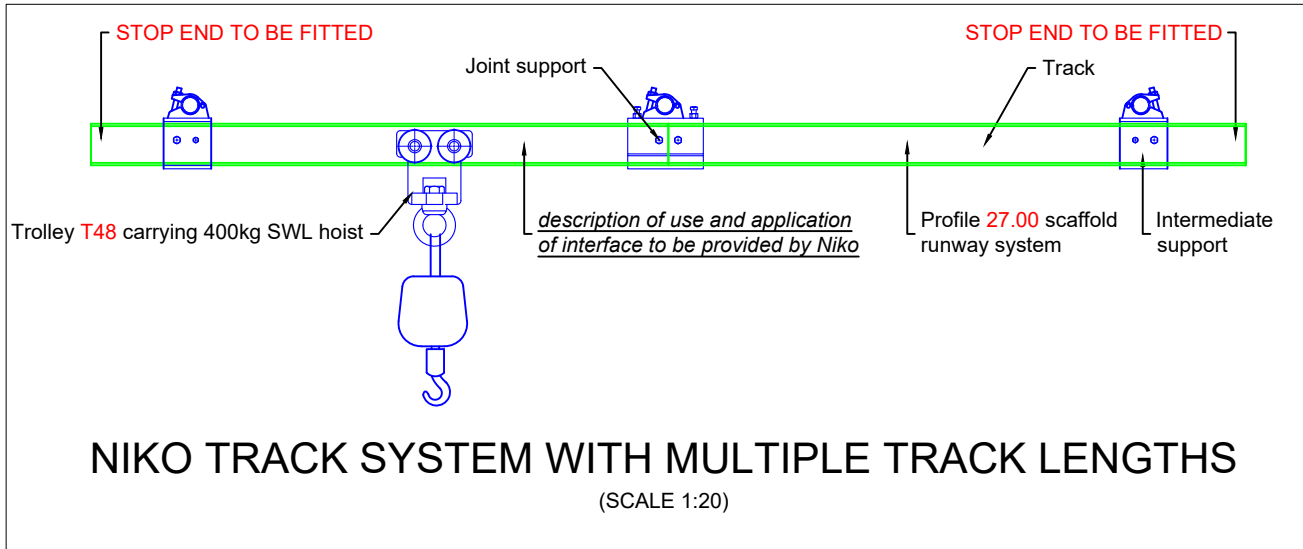 STOP END TO BE FITTED
STOP END TO BE FITTED
Joint support
Track
Trolley T48 carrying 400kg SWL hoist
description of use and application
of interface to be provided by Niko
Profile 27.00 scaffold
runway system
Intermediate
support
NIKO TRACK SYSTEM WITH MULTIPLE TRACK LENGTHS
(SCALE 1:20)